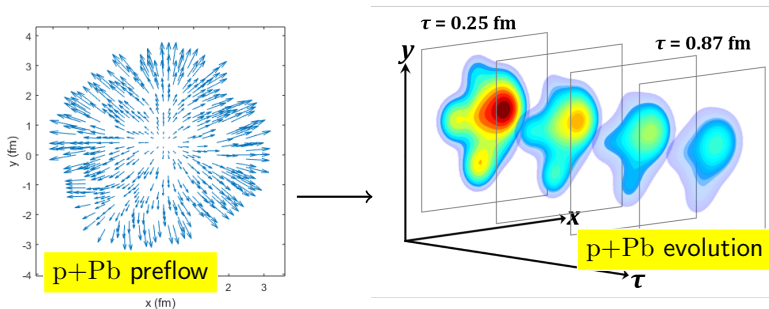 4
3
2
1
0
-1
-2
-3
-4
y (fm)
2
3
x (fm)
p+Pb preflow
τ = 0.25 fm
τ = 0.87 fm
y
x
τ
p+Pb evolution